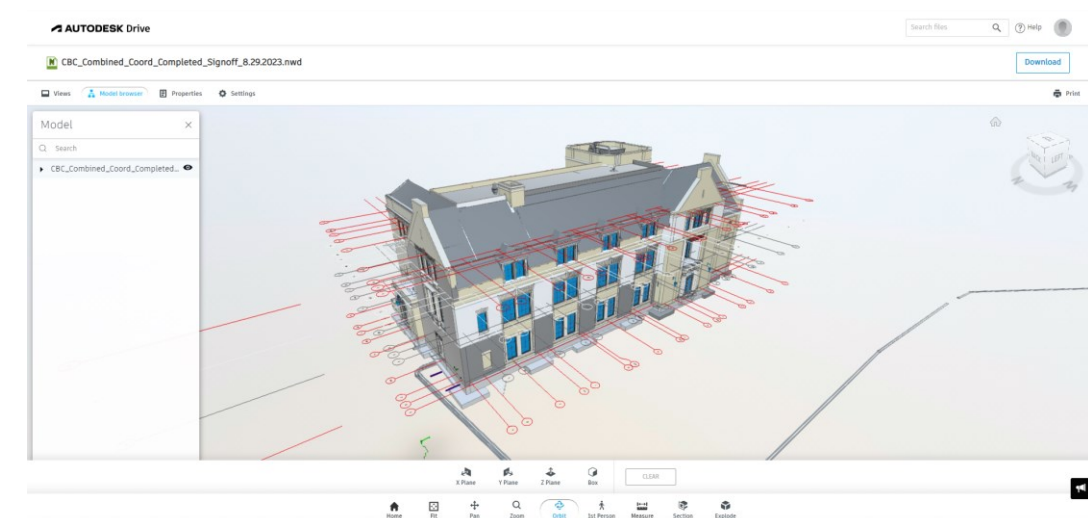 AUTODESK Drive
Search files
Help
CBC_Combined_Coord_Completed_Signoff_8.29.2023.nwd
Download
Views
Model browser
Properties
Settings
Print
Model
Search
CBC_Combined_Coord_Completed...
LEFT
X Plane
Y Plane
Z Plane
Box
CLEAR
Home
Fit
Pan
Zoom
Orbit
1st Person
Measure
Section
Explode